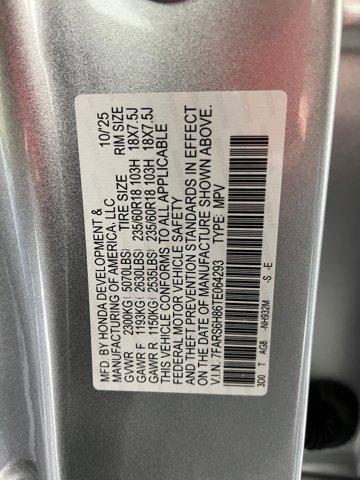 MFD. BY HONDA DEVELOPMENT & 10/'25
MANUFACTURING OF AMERICA, LLC
TIRE SIZE RIM SIZE
GVWR 2300KG(5070LBS)
GAWR F 1193KG(2630LBS) 235/60R18 103H 18X7.5J
GAWR R 1150KG(2535LBS) 235/60R18 103H 18X7.5J
THIS VEHICLE CONFORMS TO ALL APPLICABLE
FEDERAL MOTOR VEHICLE SAFETY
AND THEFT PREVENTION STANDARDS IN EFFECT
ON THE DATE OF MANUFACTURE SHOWN ABOVE.
V.I.N.: 7FARS6H86TE064293 TYPE: MPV
300 T AG8 -NH932M -S -E